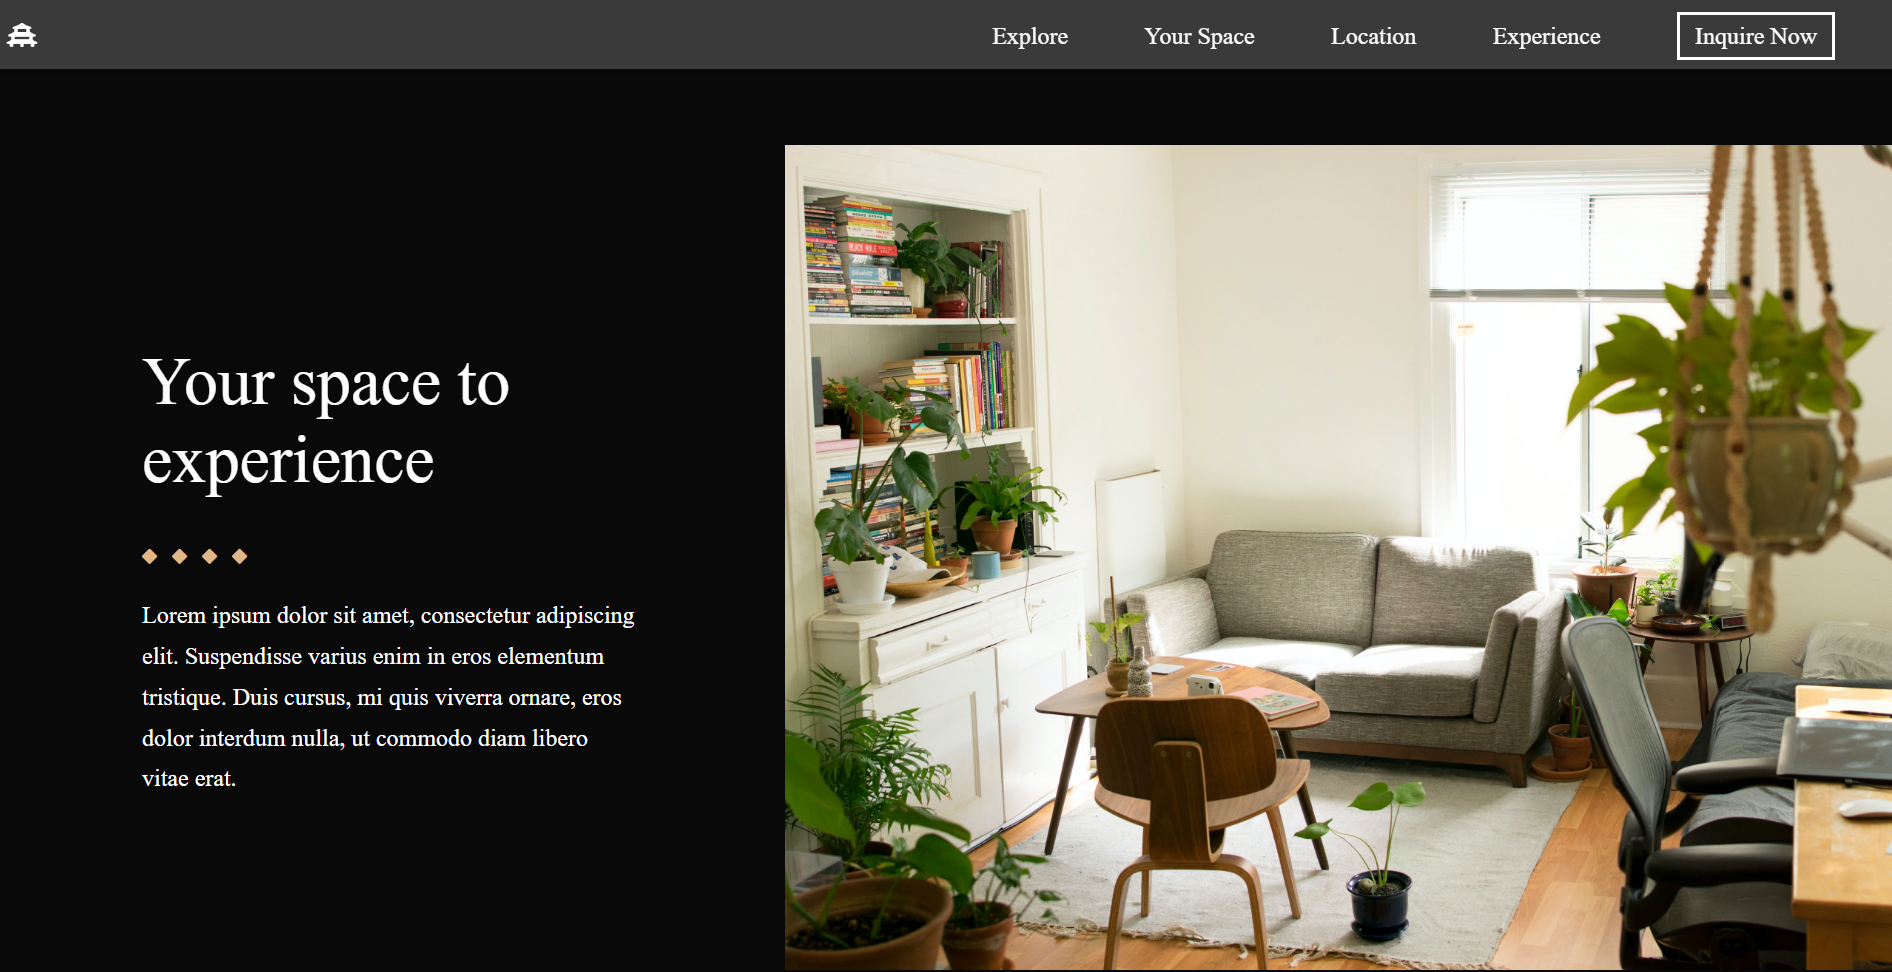 Explore
Your Space
Location
Experience
Inquire Now
Your space to
experience
Lorem ipsum dolor sit amet, consectetur adipiscing
elit. Suspendisse varius enim in eros elementum
tristique. Duis cursus, mi quis viverra ornare, eros
dolor interdum nulla, ut commodo diam libero
vitae erat.
BLACK HOLE